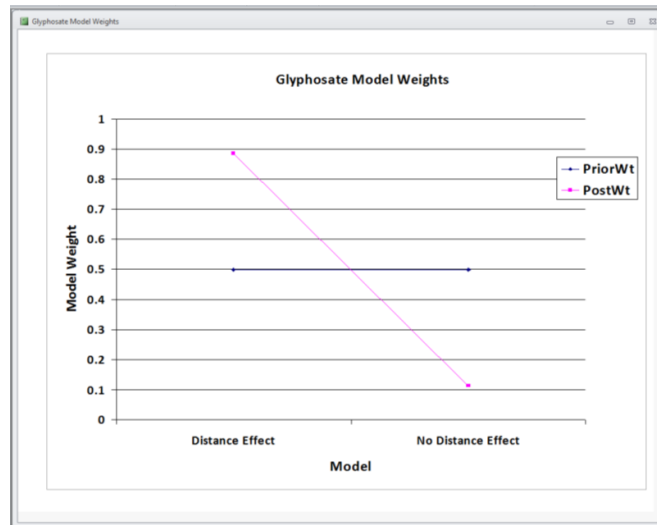 Glyphosate Model Weights
Glyphosate Model Weights
1
0.9
0.8
0.7
0.6
0.5
0.4
0.3
0.2
0.1
0
Model Weight
PriorWt
PostWt
Distance Effect
No Distance Effect
Model